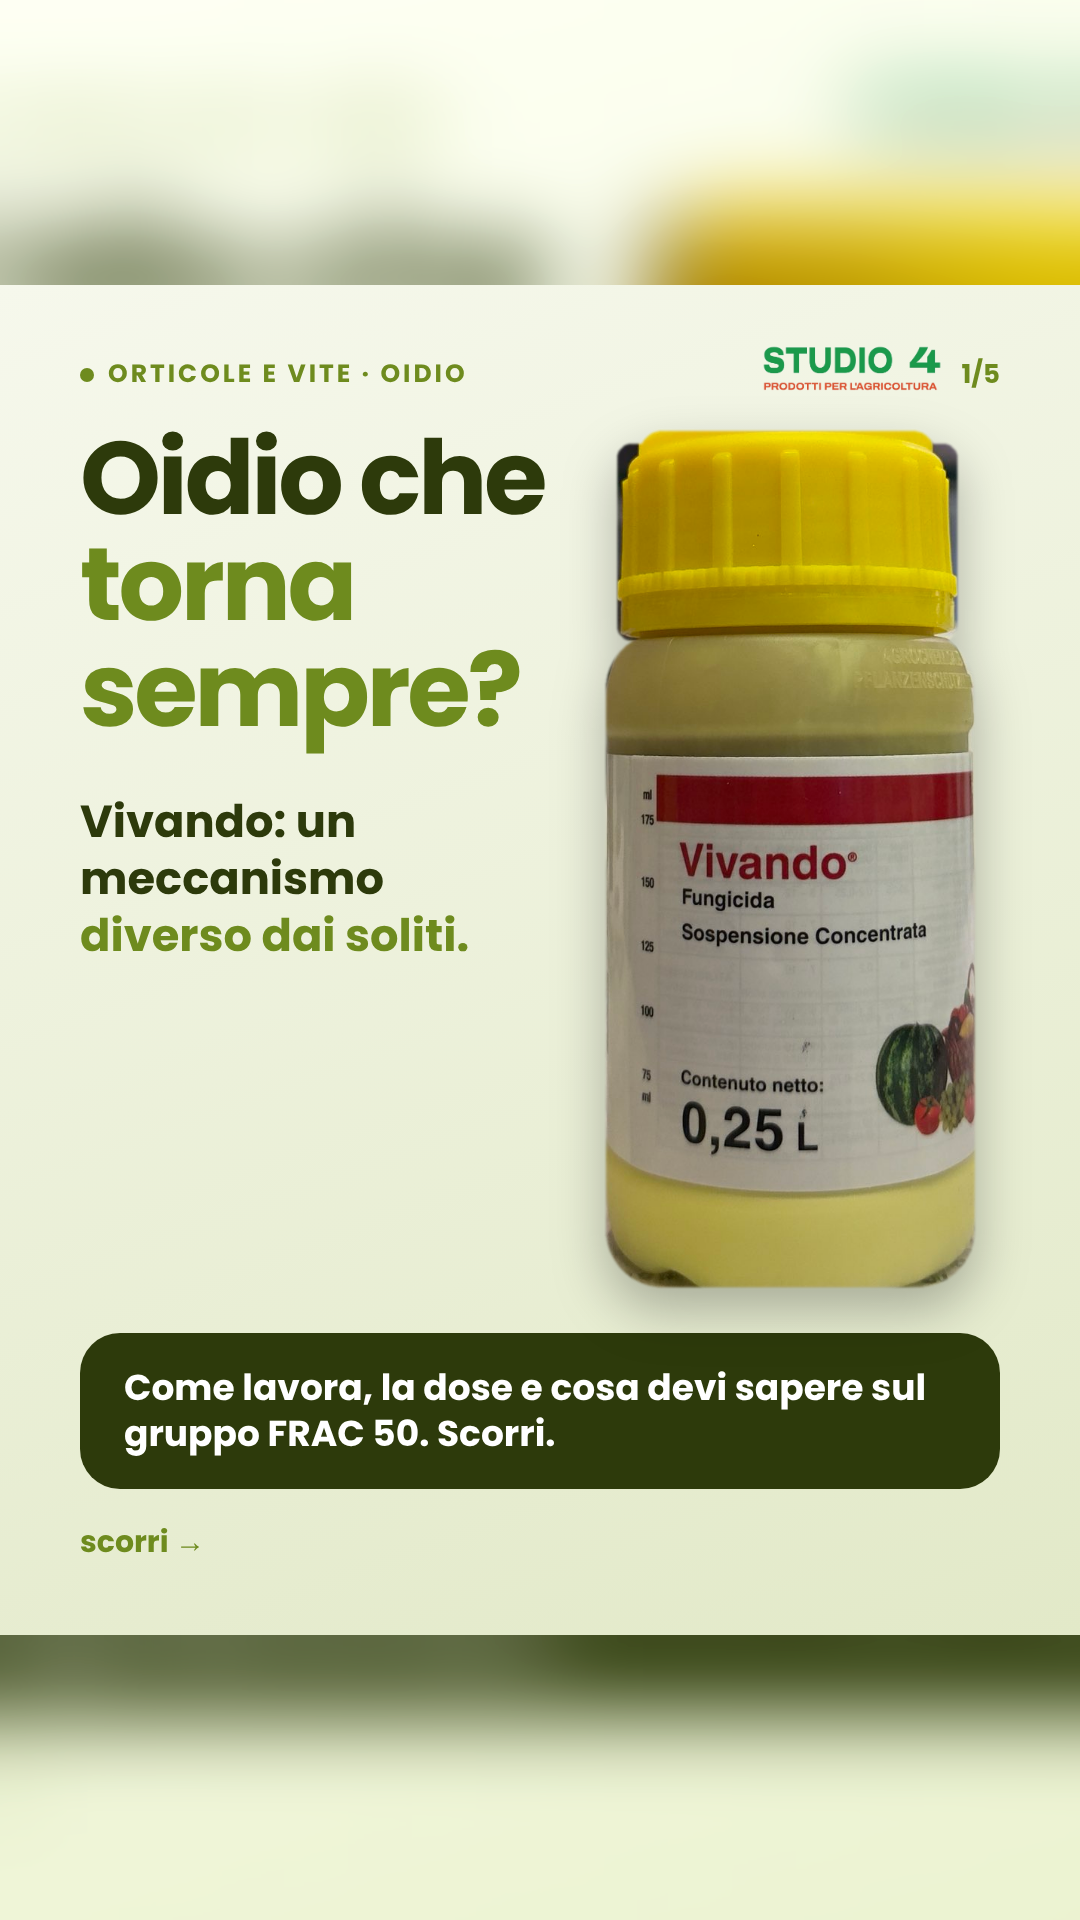 ORTICOLE E VITE · OIDIO
STUDIO 4
PRODOTTI PER L'AGRICOLTURA
1/5
Oidio che
torna
sempre?
Vivando: un
meccanismo
diverso dai soliti.
ml
175
150
125
100
75
ml
Vivando®
Fungicida
Sospensione Concentrata
Contenuto netto:
0,25 L
Come lavora, la dose e cosa devi sapere sul
gruppo FRAC 50. Scorri.
scorri →